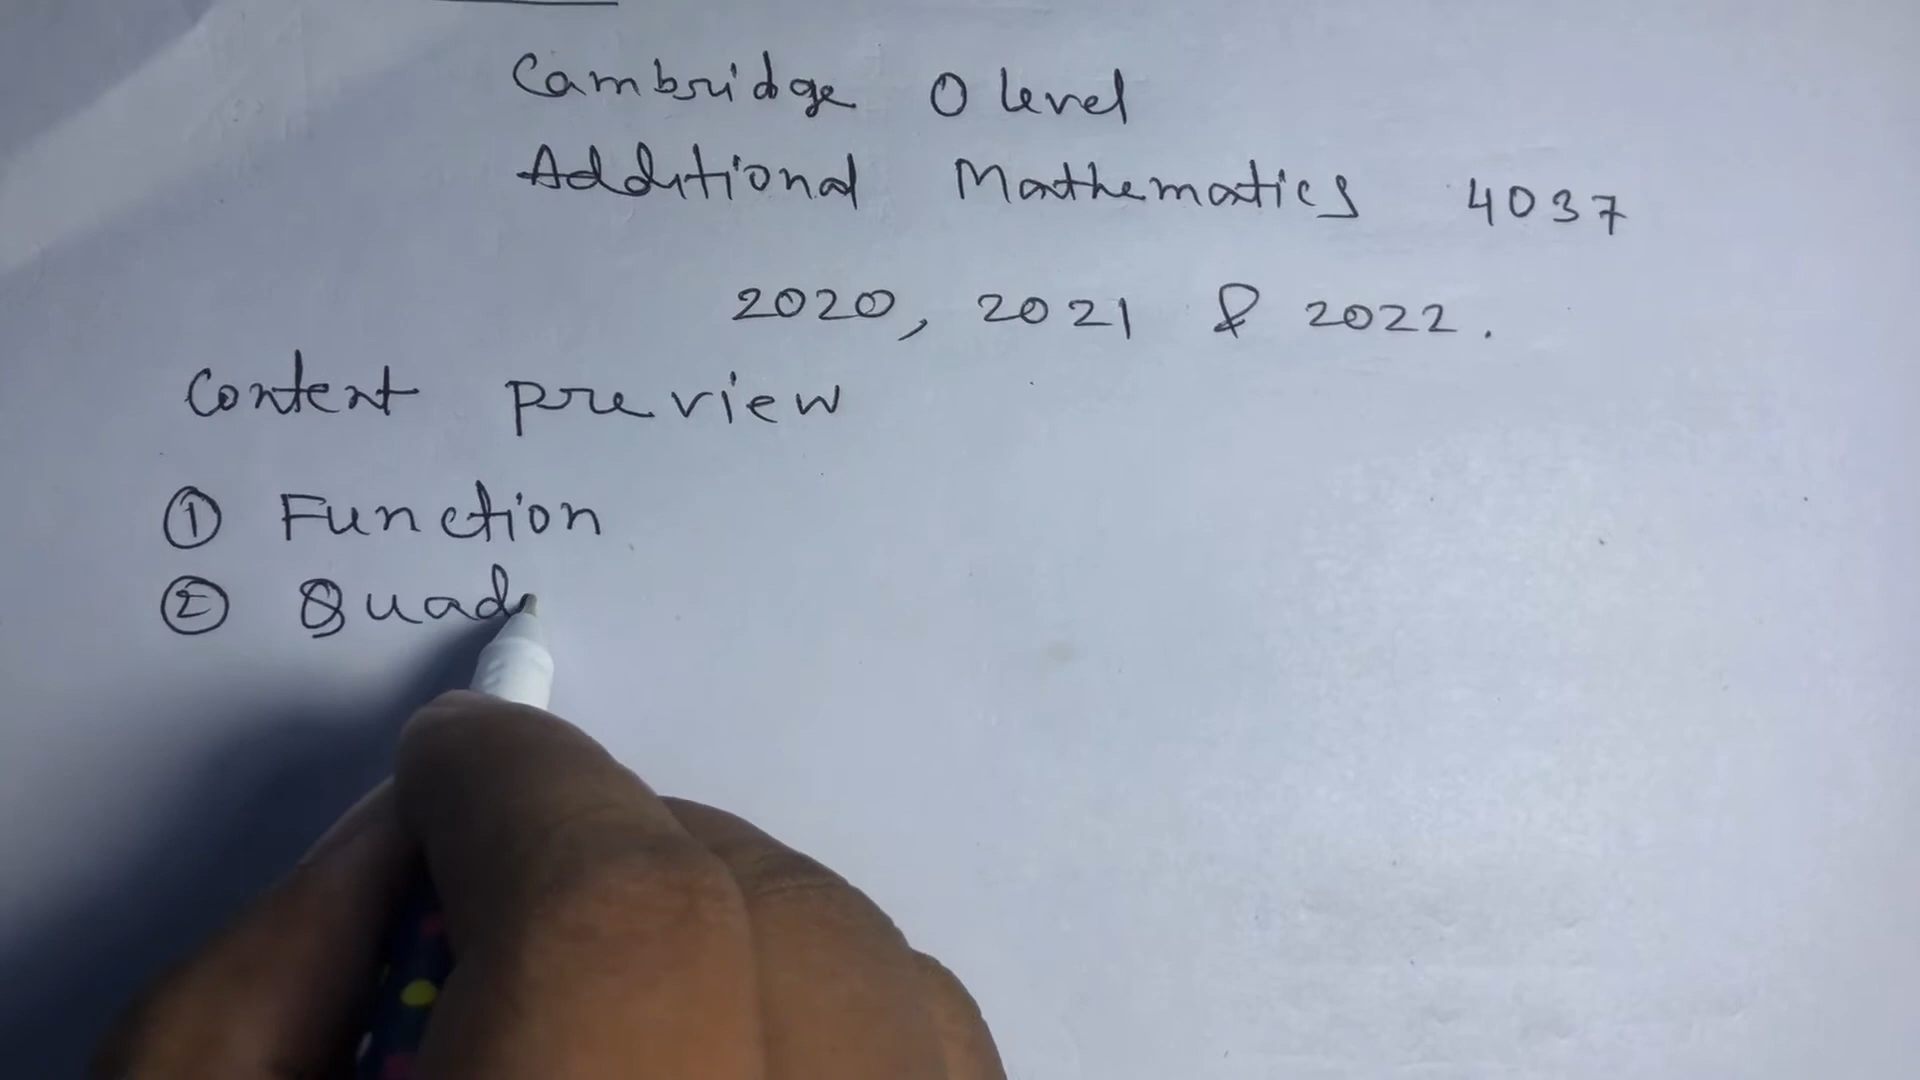 Cambridge O level
Additional Mathematics 4037
2020, 2021 & 2022.
Content preview
① Function
② Quad